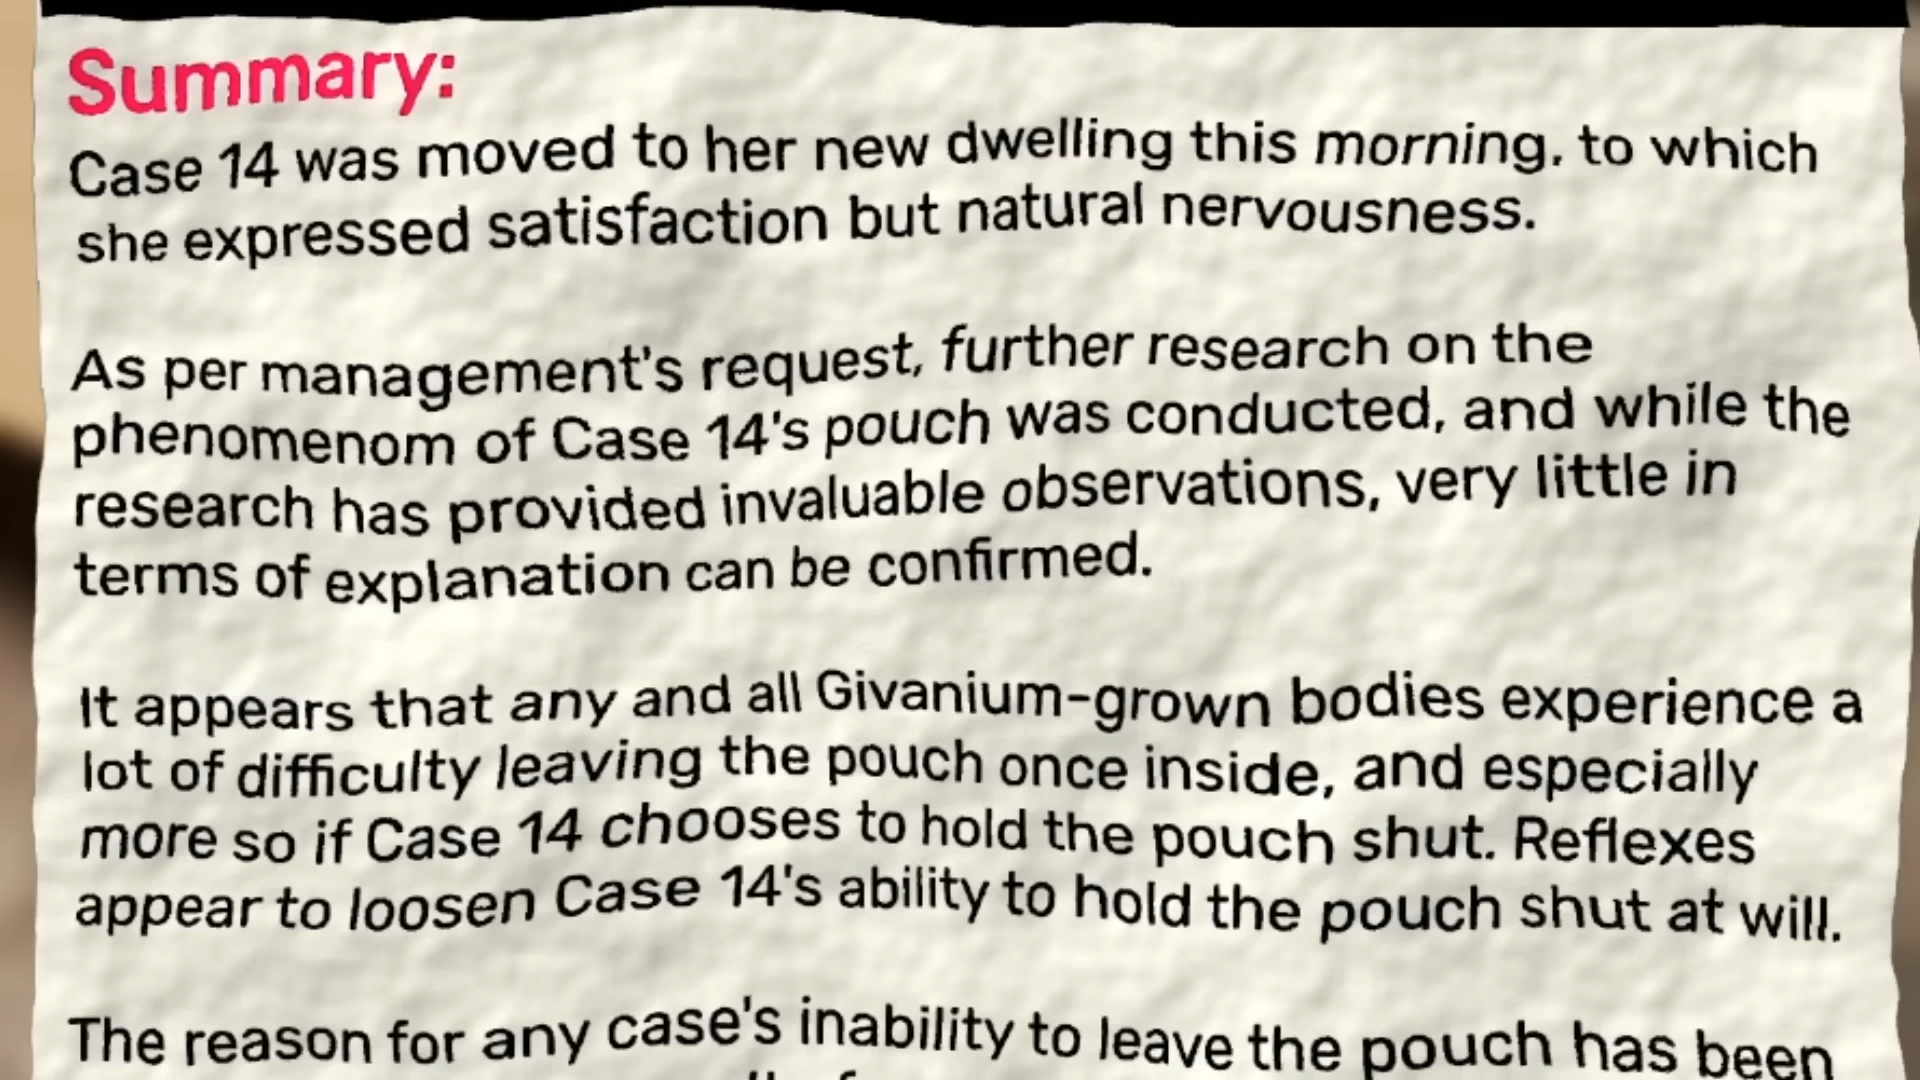 Summary:
Case 14 was moved to her new dwelling this morning. to which
she expressed satisfaction but natural nervousness.
As per management's request, further research on the
phenomenom of Case 14's pouch was conducted, and while the
research has provided invaluable observations, very little in
terms of explanation can be confirmed.
It appears that any and all Givanium-grown bodies experience a
lot of difficulty leaving the pouch once inside, and especially
more so if Case 14 chooses to hold the pouch shut. Reflexes
appear to loosen Case 14's ability to hold the pouch shut at will.
The reason for any case's inability to leave the pouch has been